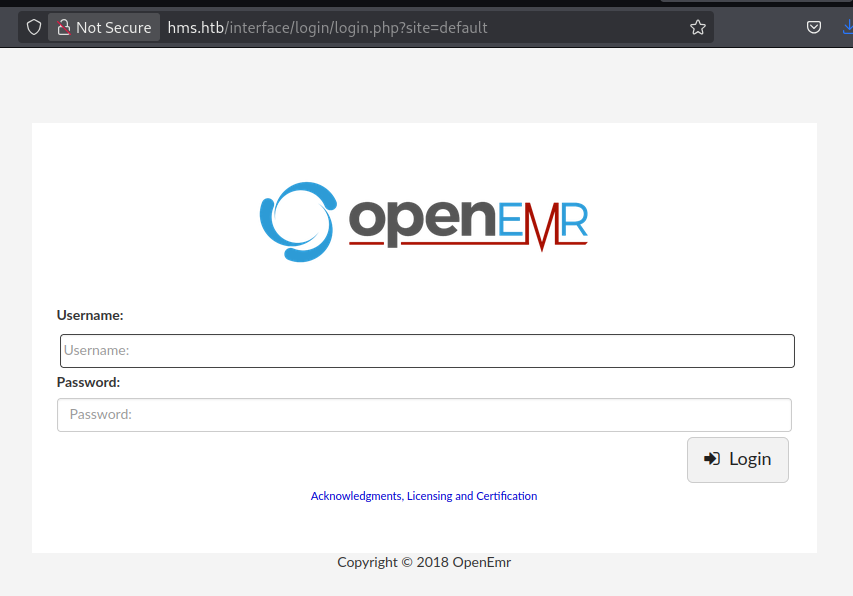 Not Secure hms.htb/interface/login/login.php?site=default
openEMR
Username:
Username:
Password:
Password:
Login
Acknowledgments, Licensing and Certification
Copyright © 2018 OpenEmr